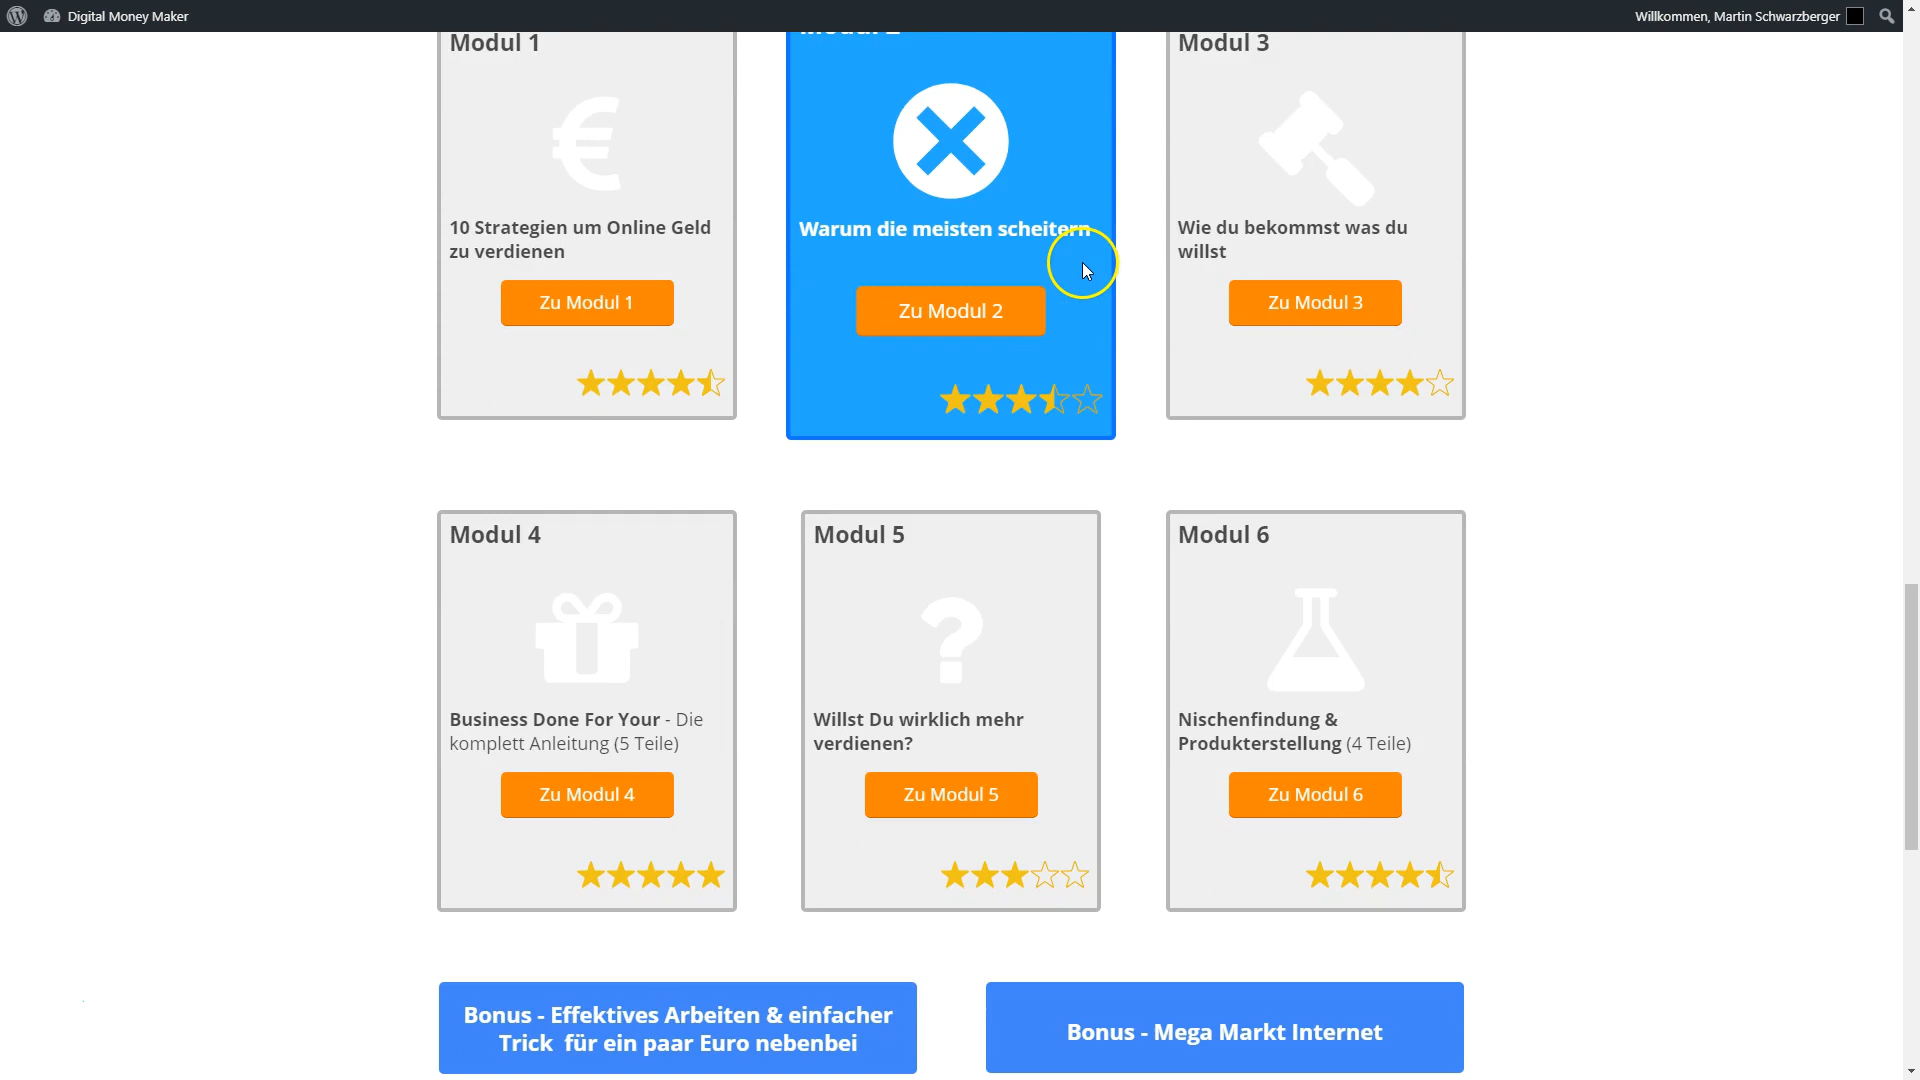 Digital Money Maker
Willkommen, Martin Schwarzberger
Modul 1
10 Strategien um Online Geld
zu verdienen
Zu Modul 1
Modul 2
Warum die meisten scheitern
Zu Modul 2
Modul 3
Wie du bekommst was du
willst
Zu Modul 3
Modul 4
Business Done For Your - Die
komplett Anleitung (5 Teile)
Zu Modul 4
Modul 5
Willst Du wirklich mehr
verdienen?
Zu Modul 5
Modul 6
Nischenfindung &
Produkterstellung (4 Teile)
Zu Modul 6
Bonus - Effektives Arbeiten & einfacher
Trick für ein paar Euro nebenbei
Bonus - Mega Markt Internet